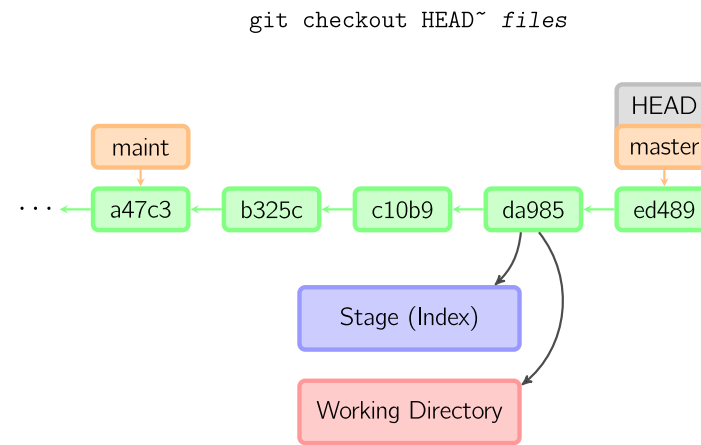 git checkout HEAD~ files
HEAD
maint
master
... a47c3 b325c c10b9 da985 ed489
Stage (Index)
Working Directory